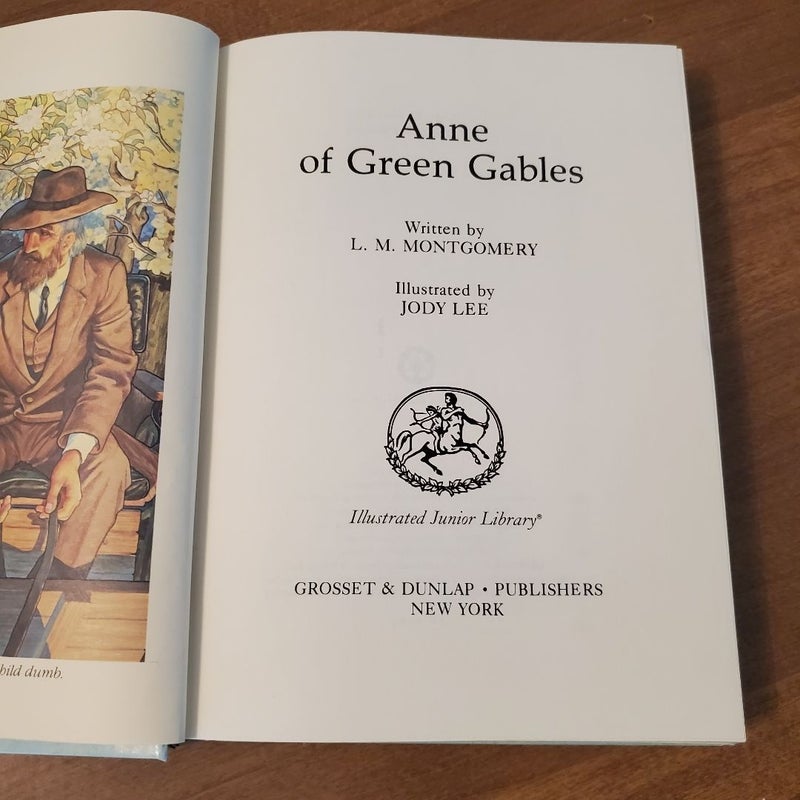 hild dumb.
Anne
of Green Gables
Written by
L. M. MONTGOMERY
Illustrated by
JODY LEE
Illustrated Junior Library®
GROSSET & DUNLAP • PUBLISHERS
NEW YORK